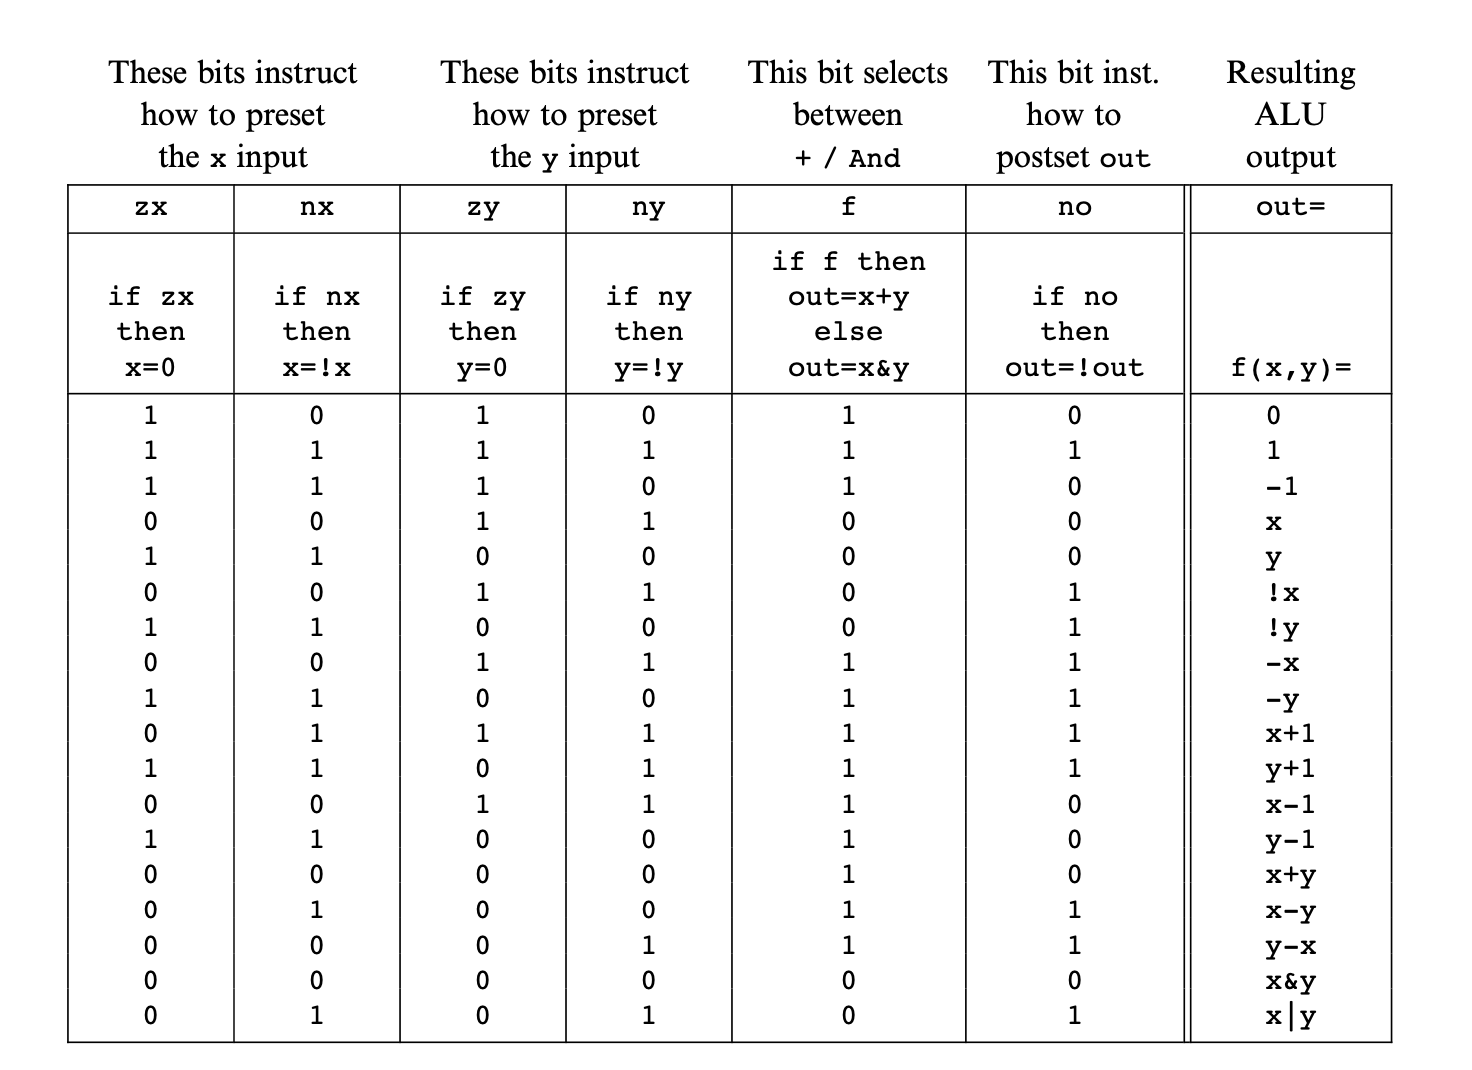 These bits instruct These bits instruct This bit selects This bit inst. Resulting
how to preset how to preset between how to ALU
the x input the y input + / And postset out output
zx nx zy ny f no out=
if f then
if zx if nx if zy if ny out=x+y if no
then then then then else then
x=0 x=!x y=0 y=!y out=x&y out=!out f(x,y)=
1 0 1 0 1 0 0
1 1 1 1 1 1 1
1 1 1 0 1 0 -1
0 0 1 1 0 0 x
1 1 0 0 0 0 y
0 0 1 1 0 1 !x
1 1 0 0 0 1 !y
0 0 1 1 1 1 -x
1 1 0 0 1 1 -y
0 1 1 1 1 1 x+1
1 1 0 1 1 1 y+1
0 0 1 1 1 0 x-1
1 1 0 0 1 0 y-1
0 0 0 0 1 0 x+y
0 1 0 0 1 1 x-y
0 0 0 1 1 1 y-x
0 0 0 0 0 0 x&y
0 1 0 1 0 1 x|y